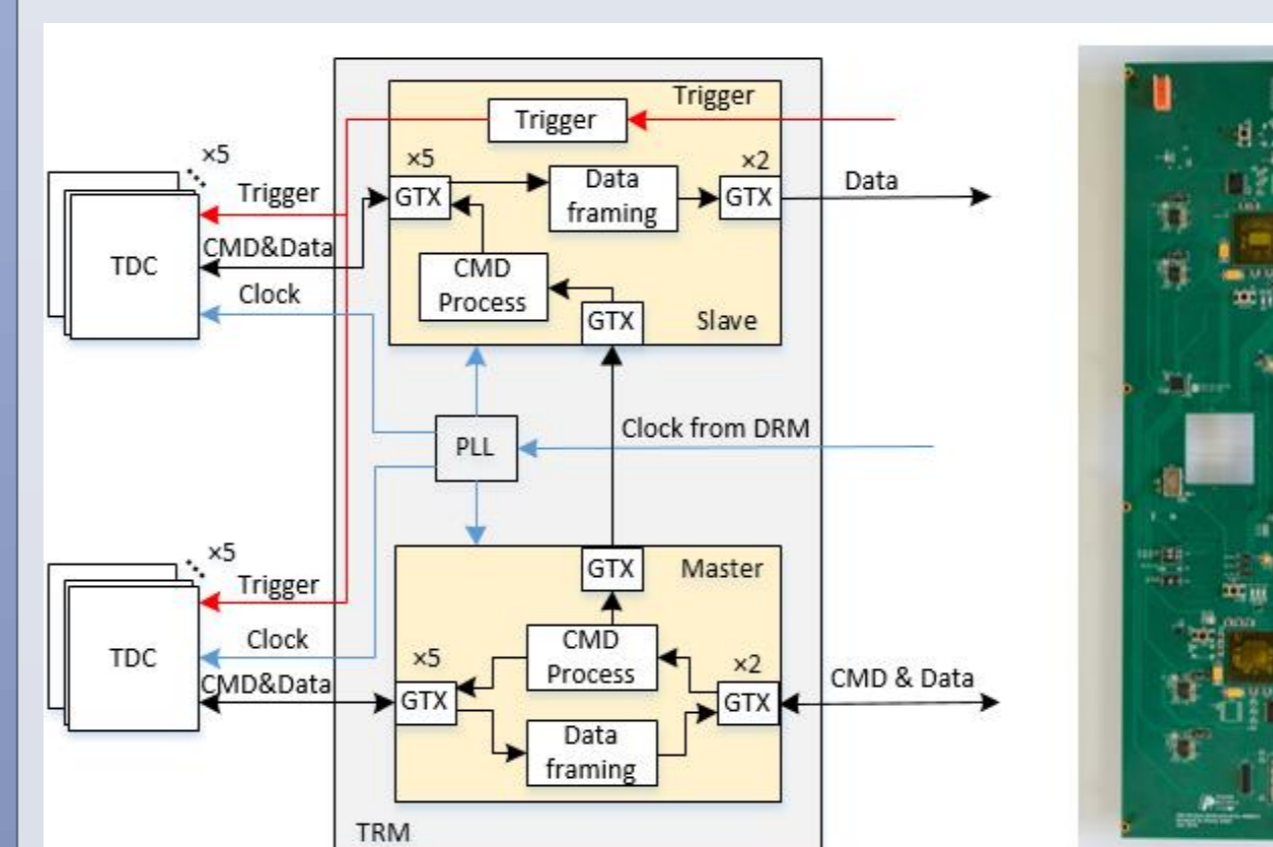 Trigger
Trigger
×5
×5
×2
Trigger
GTX
Data
framing
GTX
Data
CMD&Data
TDC
CMD
Process
Clock
GTX
Slave
PLL
Clock from DRM
×5
GTX
Master
Trigger
CMD
Process
Clock
×5
×2
TDC
CMD&Data
GTX
GTX
CMD & Data
Data
framing
TRM